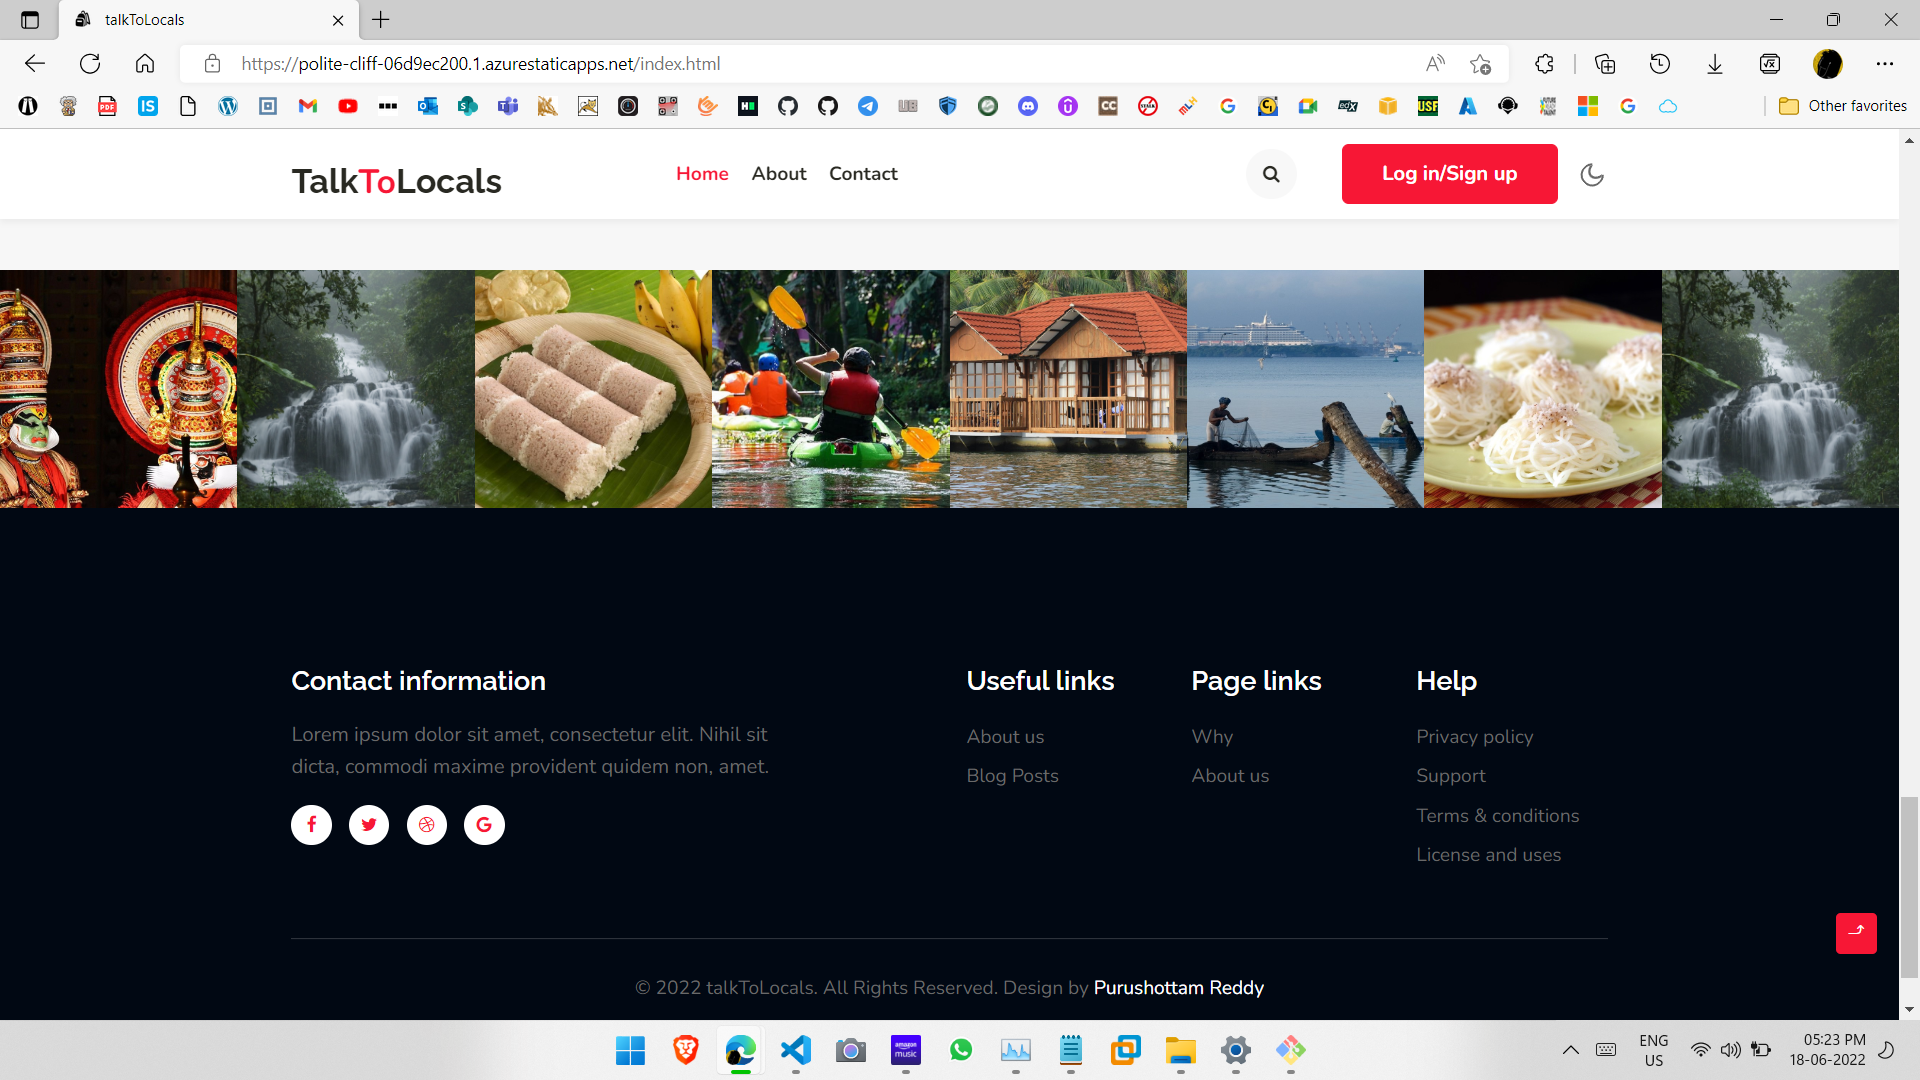 talkToLocals
https://polite-cliff-06d9ec200.1.azurestaticapps.net/index.html
Other favorites
TalkToLocals
Home
About
Contact
Log in/Sign up
Contact information
Lorem ipsum dolor sit amet, consectetur elit. Nihil sit
dicta, commodi maxime provident quidem non, amet.
Useful links
About us
Blog Posts
Page links
Why
About us
Help
Privacy policy
Support
Terms & conditions
License and uses
© 2022 talkToLocals. All Rights Reserved. Design by Purushottam Reddy
amazon
music
ENG
US
05:23 PM
18-06-2022